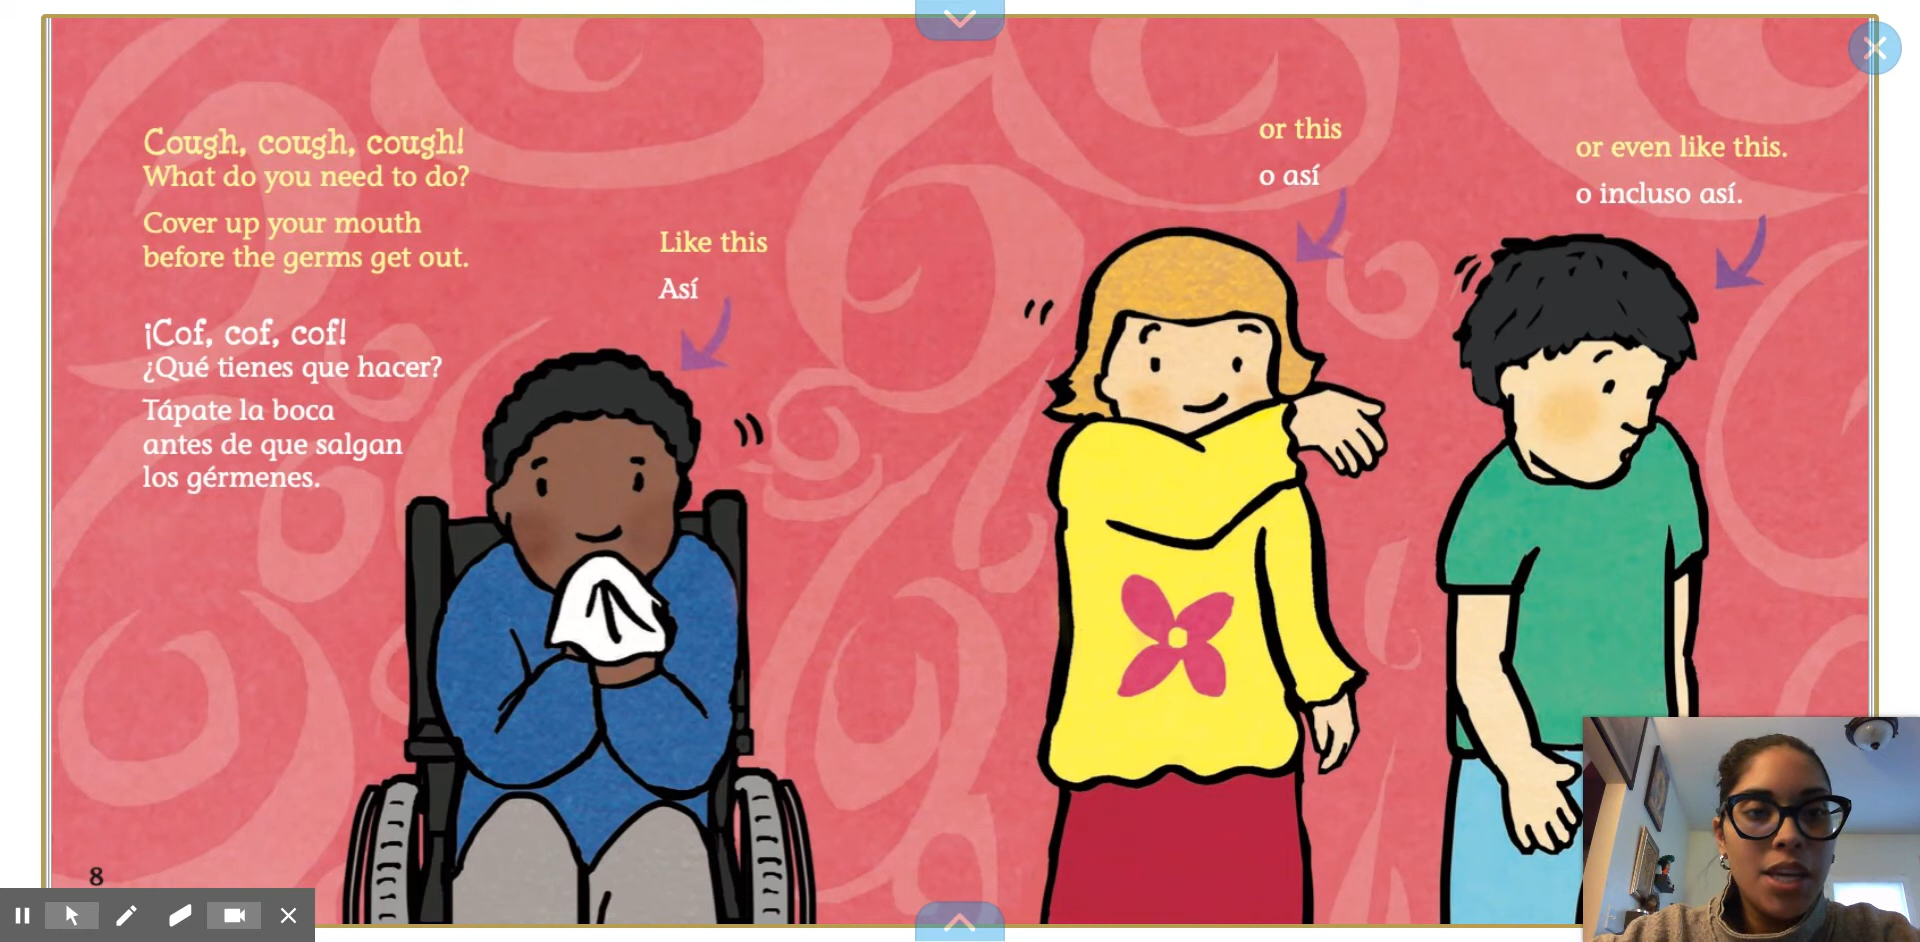 Cough, cough, cough!
What do you need to do?
Cover up your mouth
before the germs get out.
¡Cof, cof, cof!
¿Qué tienes que hacer?
Tápate la boca
antes de que salgan
los gérmenes.
Like this
Así
or this
o así
or even like this.
o incluso así.
8